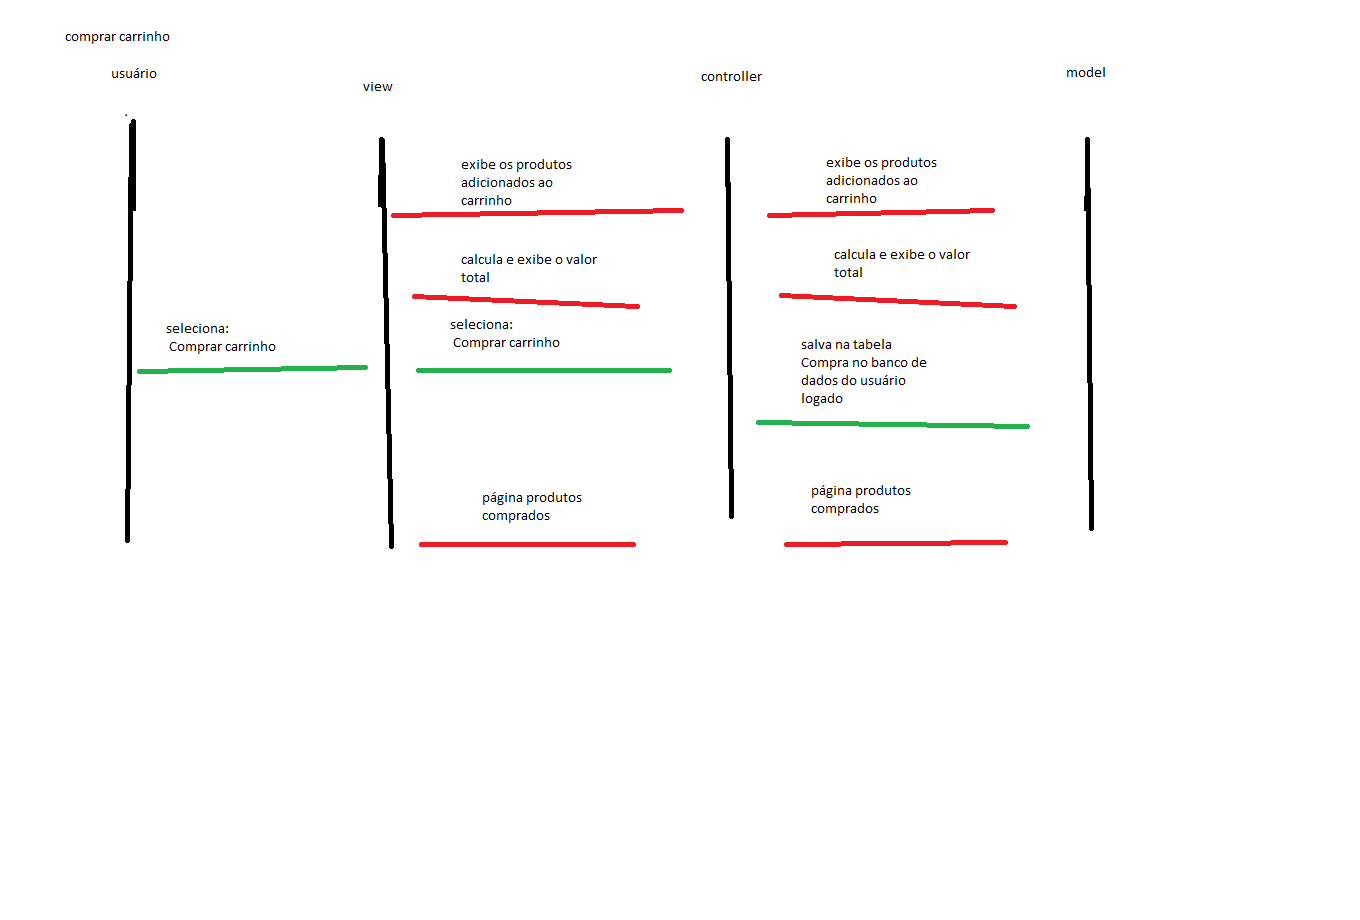 comprar carrinho
usuário
view
controller
model
exibe os produtos
adicionados ao
carrinho
exibe os produtos
adicionados ao
carrinho
calcula e exibe o valor
total
calcula e exibe o valor
total
seleciona:
Comprar carrinho
seleciona:
Comprar carrinho
salva na tabela
Compra no banco de
dados do usuário
logado
página produtos
comprados
página produtos
comprados